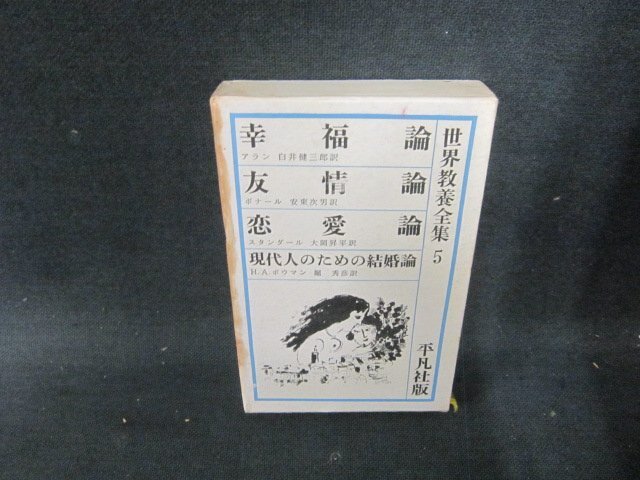 世界教養全集 5
平凡社版
幸福論
アラン 白井健三郎訳
友情論
ボナール 安東次男訳
恋愛論
スタンダール 大岡昇平訳
現代人のための結婚論
H.A.ボウマン 堀 秀彦訳